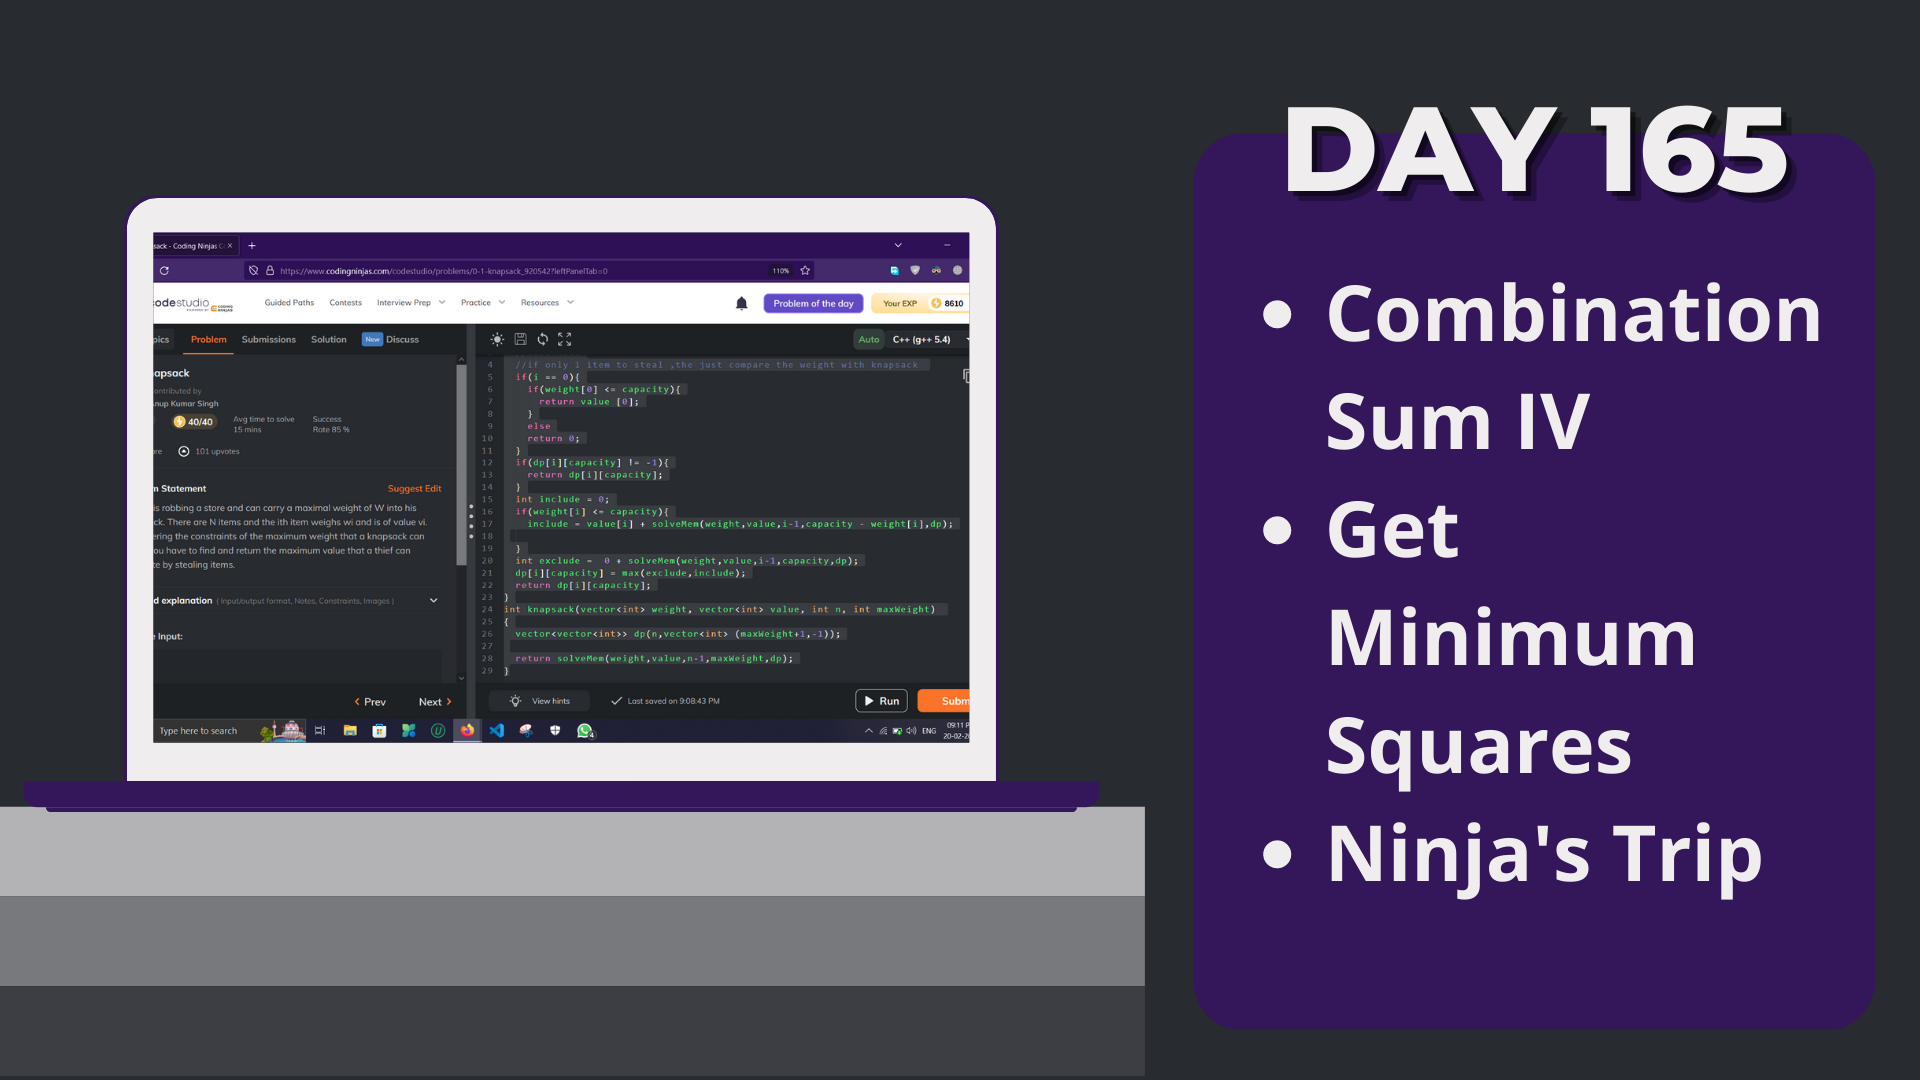 DAY 165
• Combination
Sum IV
• Get
Minimum
Squares
• Ninja's Trip
sack - Coding Ninjas C
https://www.codingninjas.com/codestudio/problems/0-1-knapsack_920542?leftPanelTab=0
110%
odestudio
CODING NINJAS
Guided Paths
Contests
Interview Prep
Practice
Resources
Problem of the day
Your EXP
8610
pics
Problem
Submissions
Solution
New
Discuss
apsack
ontributed by
nup Kumar Singh
40/40
Avg time to solve
15 mins
Success
Rate 85 %
re
101 upvotes
m Statement
Suggest Edit
is robbing a store and can carry a maximal weight of W into his
ck. There are N items and the ith item weighs wi and is of value vi.
ering the constraints of the maximum weight that a knapsack can
ou have to find and return the maximum value that a thief can
te by stealing items.
d explanation ( Input/output format, Notes, Constraints, Images )
e Input:
Prev
Next
Auto
C++ (g++ 5.4)
4 //if only 1 item to steal ,the just compare the weight with knapsack
5 if(i == 0){
6 if(weight[0] <= capacity){
7 return value [0];
8 }
9 else
10 return 0;
11 }
12 if(dp[i][capacity] != -1){
13 return dp[i][capacity];
14 }
15 int include = 0;
16 if(weight[i] <= capacity){
17 include = value[i] + solveMem(weight,value,i-1,capacity - weight[i],dp);
18
19 }
20 int exclude = 0 + solveMem(weight,value,i-1,capacity,dp);
21 dp[i][capacity] = max(exclude,include);
22 return dp[i][capacity];
23 }
24 int knapsack(vector<int> weight, vector<int> value, int n, int maxWeight)
25 {
26 vector<vector<int>> dp(n,vector<int> (maxWeight+1,-1));
27
28 return solveMem(weight,value,n-1,maxWeight,dp);
29 }
View hints
Last saved on 9:08:43 PM
Run
Subm
Type here to search
4
ENG
09:11 P
20-02-2